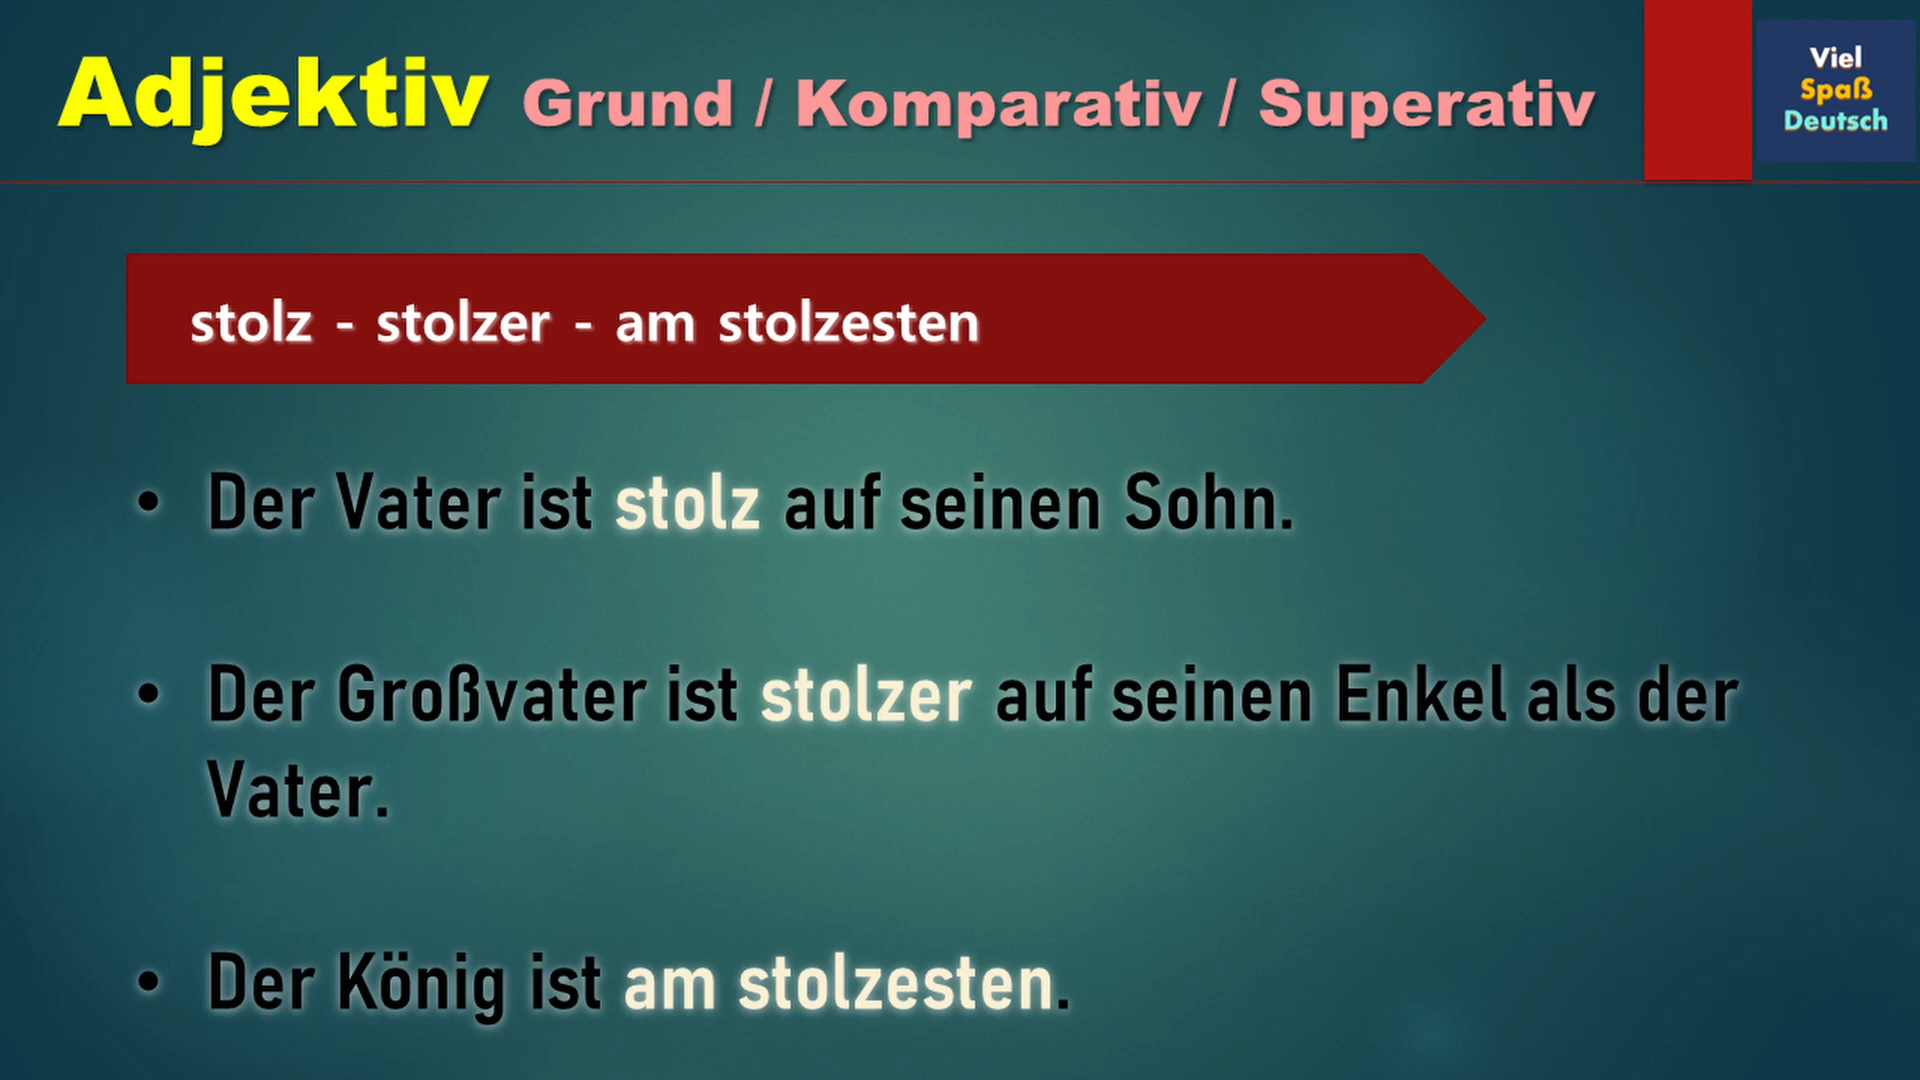 Adjektiv Grund / Komparativ / Superativ
Viel
Spaß
Deutsch
stolz - stolzer - am stolzesten
• Der Vater ist stolz auf seinen Sohn.
• Der Großvater ist stolzer auf seinen Enkel als der
Vater.
• Der König ist am stolzesten.